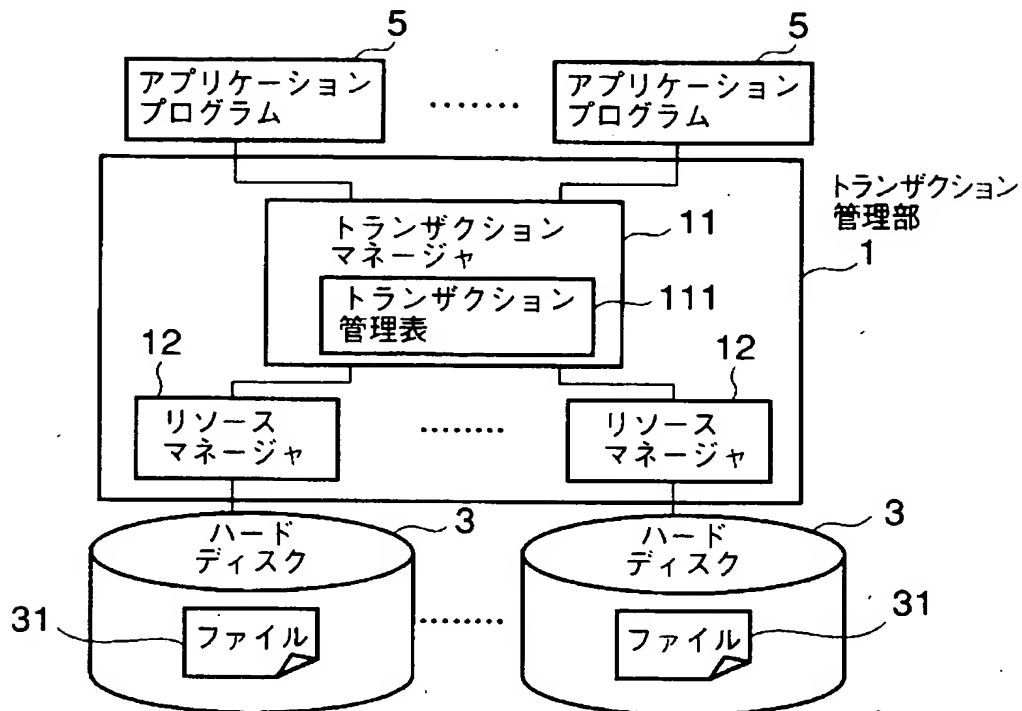 5
5
アプリケーション
プログラム
........
アプリケーション
プログラム
トランザクション
管理部
1
トランザクション
マネージャ
11
トランザクション
管理表
111
12
12
リソース
マネージャ
........
リソース
マネージャ
3
3
ハード
ディスク
ハード
ディスク
31
ファイル
........
ファイル
31